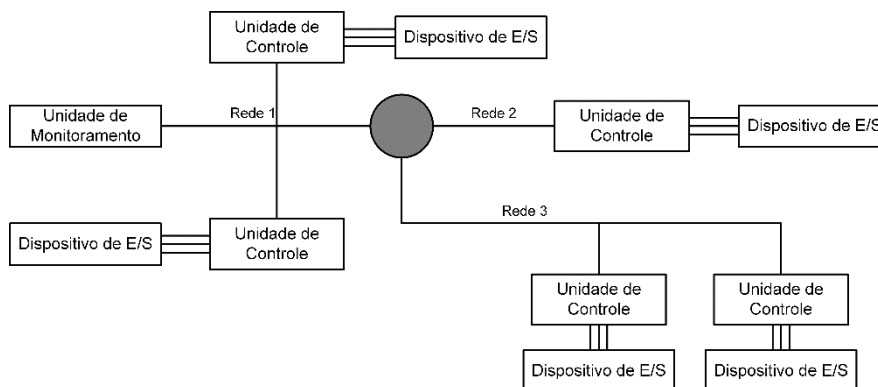 Unidade de
Controle
Dispositivo de E/S
Unidade de
Monitoramento
Rede 1
Rede 2
Unidade de
Controle
Dispositivo de E/S
Dispositivo de E/S
Unidade de
Controle
Rede 3
Unidade de
Controle
Unidade de
Controle
Dispositivo de E/S
Dispositivo de E/S